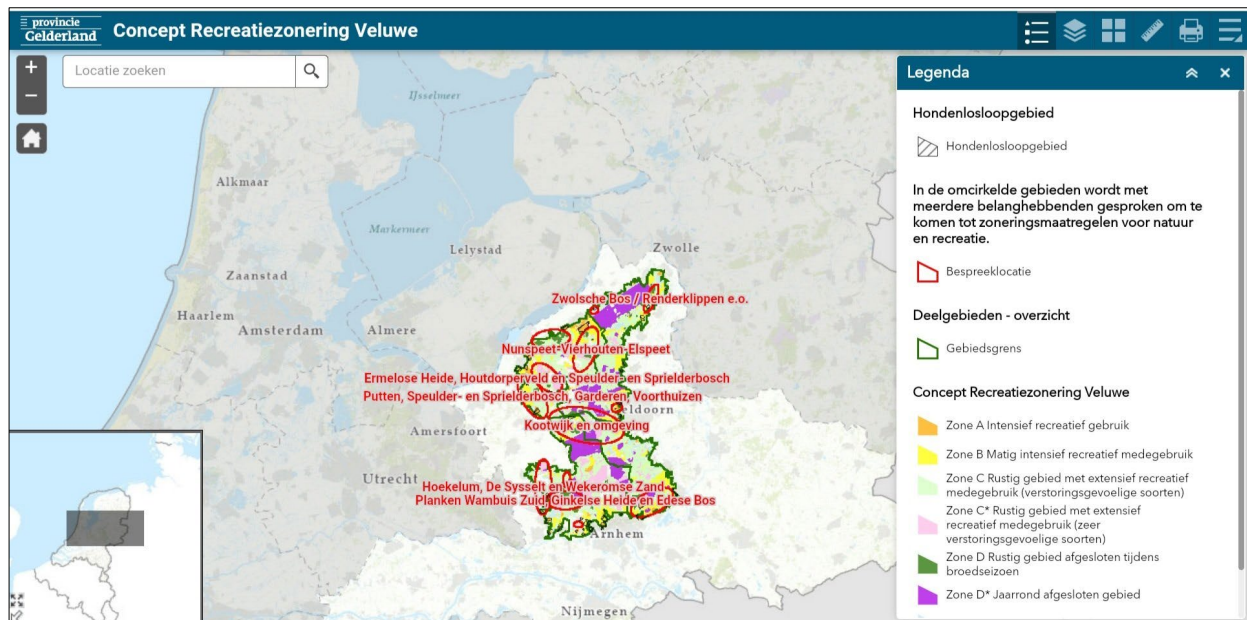 provincie
Gelderland
Concept Recreatiezonering Veluwe
+
Locatie zoeken
−
IJsselmeer
Alkmaar
Markermeer
Lelystad
Zwolle
Zaanstad
Zwolsche Bos / Renderklippen e.o.
Haarlem
Amsterdam
Almere
Nunspeet-Vierhouten-Elspeet
Ermelose Heide, Houtdorperveld en Speulder- en Sprielderbosch
Putten, Speulder- en Sprielderbosch, Garderen, Voorthuizen
eldoorn
Kootwijk en omgeving
Amersfoort
Utrecht
Hoekelum, De Sysselt en Wekeromse Zand
Planken Wambuis Zuid, Ginkelse Heide en Edese Bos
Arnhem
Nijmegen
Legenda
Hondenlosloopgebied
Hondenlosloopgebied
In de omcirkelde gebieden wordt met
meerdere belanghebbenden gesproken om te
komen tot zoneringsmaatregelen voor natuur
en recreatie.
Bespreeklocatie
Deelgebieden - overzicht
Gebiedsgrens
Concept Recreatiezonering Veluwe
Zone A Intensief recreatief gebruik
Zone B Matig intensief recreatief medegebruik
Zone C Rustig gebied met extensief recreatief
medegebruik (verstoringsgevoelige soorten)
Zone C* Rustig gebied met extensief
recreatief medegebruik (zeer
verstoringsgevoelige soorten)
Zone D Rustig gebied afgesloten tijdens
broedseizoen
Zone D* Jaarrond afgesloten gebied